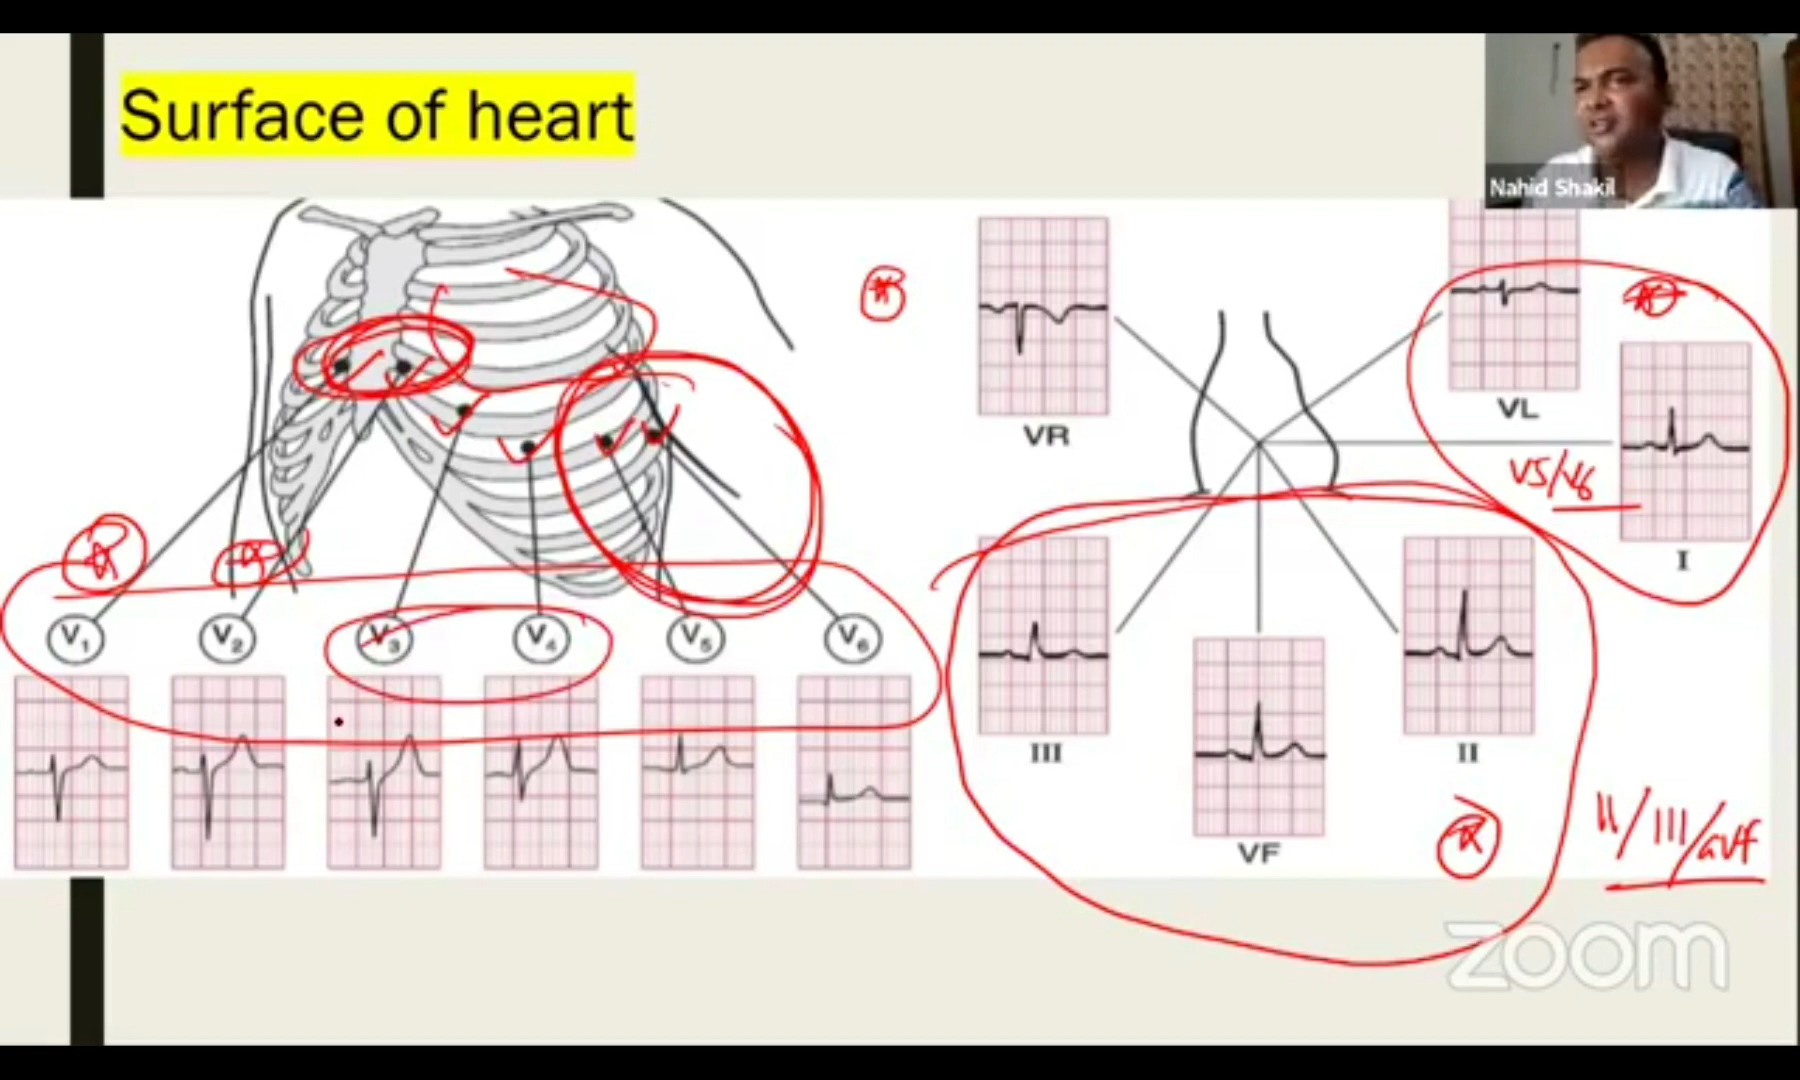 Surface of heart
Nahid Shakil
VR
VL
V5/V6
I
V₁ V₂ V₃ V₄ V₅ V₆
III
II
VF
II/III/avf
zoom